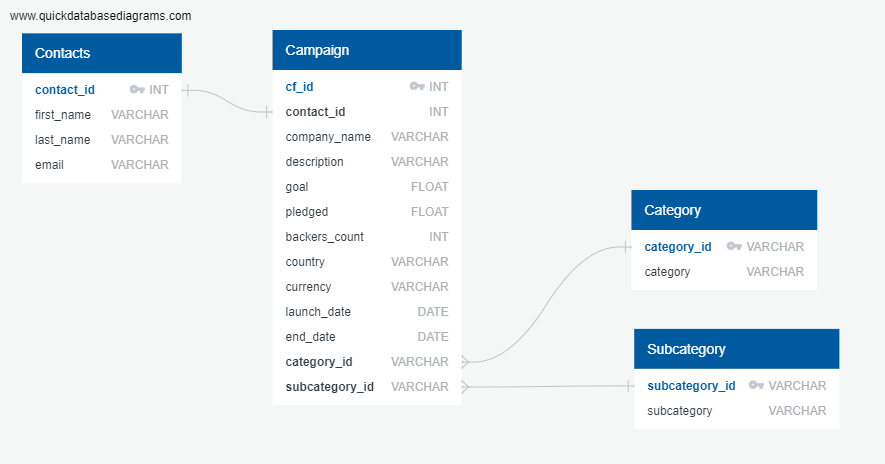 www.quickdatabasediagrams.com
Contacts
contact_id INT
first_name VARCHAR
last_name VARCHAR
email VARCHAR
Campaign
cf_id INT
contact_id INT
company_name VARCHAR
description VARCHAR
goal FLOAT
pledged FLOAT
backers_count INT
country VARCHAR
currency VARCHAR
launch_date DATE
end_date DATE
category_id VARCHAR
subcategory_id VARCHAR
Category
category_id VARCHAR
category VARCHAR
Subcategory
subcategory_id VARCHAR
subcategory VARCHAR